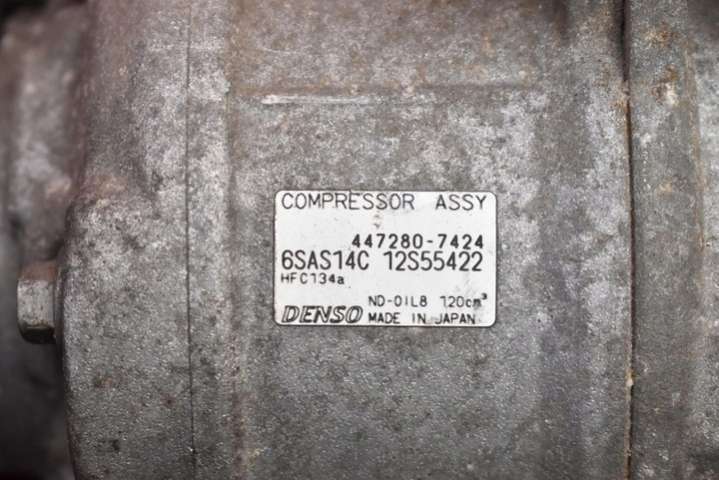 COMPRESSOR ASSY
447280-7424
6SAS14C 12S55422
HFC134a
ND-OIL8 120cm³
DENSO MADE IN JAPAN